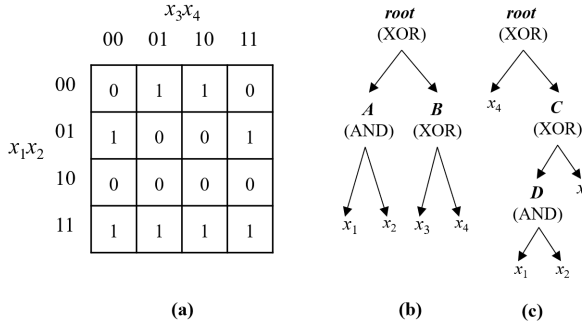 x₃x₄
00 01 10 11
x₁x₂
00 0 1 1 0
01 1 0 0 1
10 0 0 0 0
11 1 1 1 1
(a)
root
(XOR)
A
(AND)
B
(XOR)
x₁ x₂ x₃ x₄
(b)
root
(XOR)
x₄
C
(XOR)
D
(AND)
x
x₁ x₂
(c)